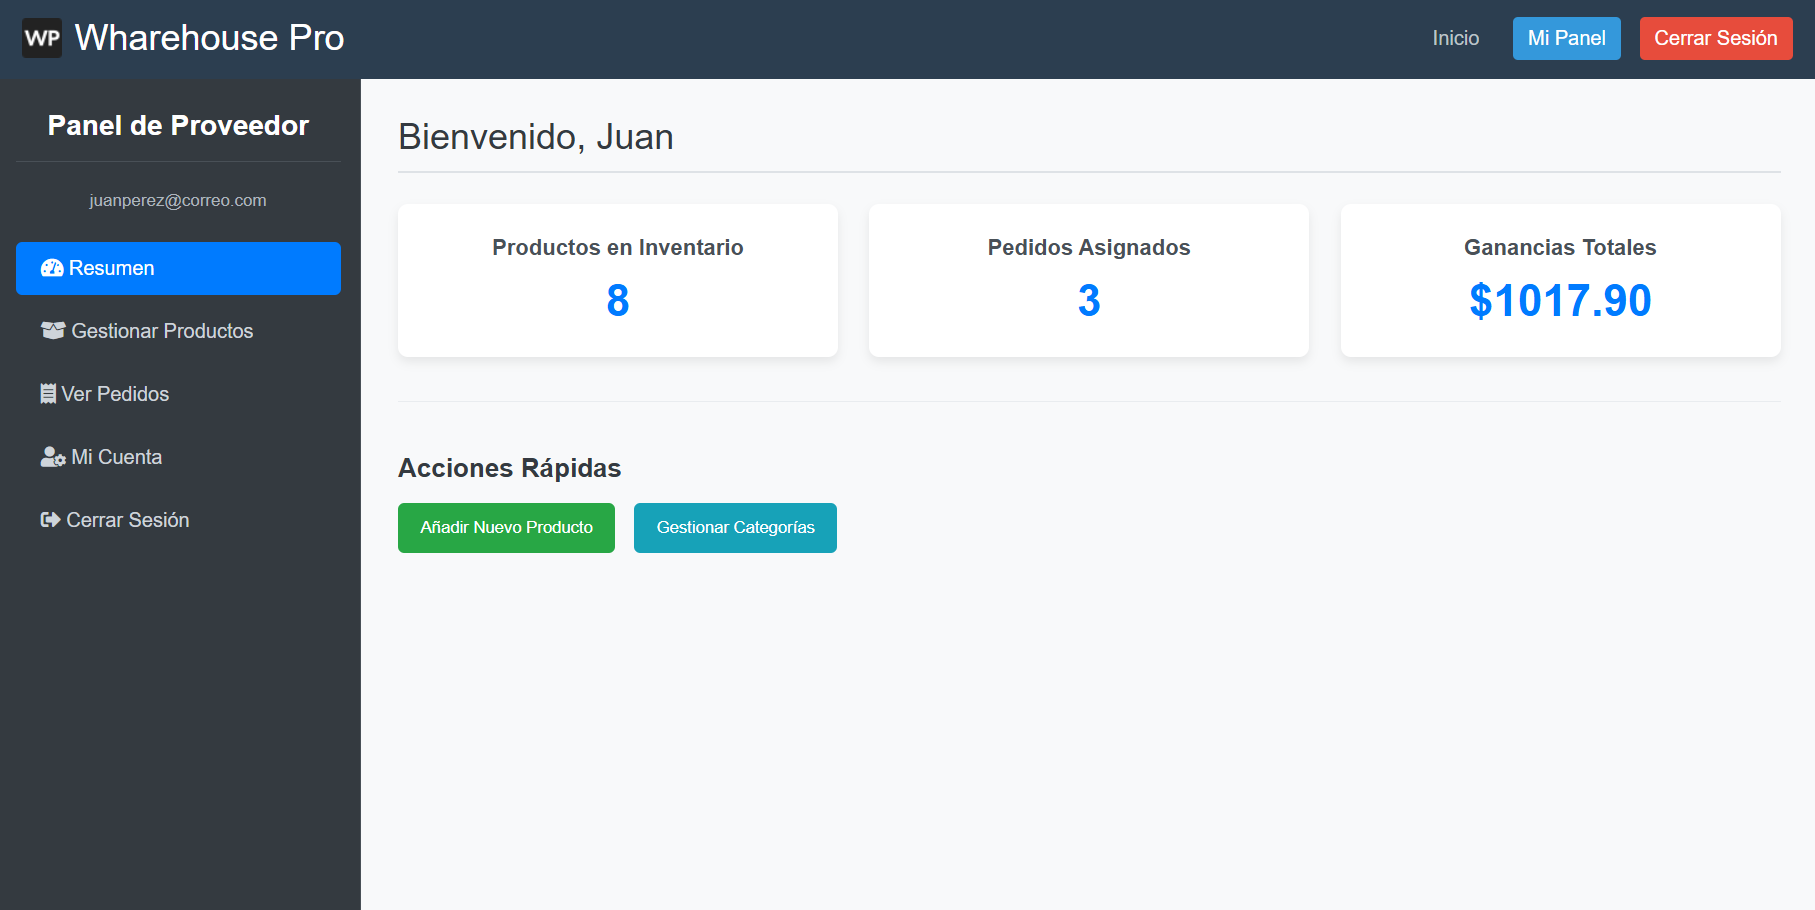 WP Wharehouse Pro
Inicio
Mi Panel
Cerrar Sesión
Panel de Proveedor
juanperez@correo.com
Resumen
Gestionar Productos
Ver Pedidos
Mi Cuenta
Cerrar Sesión
Bienvenido, Juan
Productos en Inventario
8
Pedidos Asignados
3
Ganancias Totales
$1017.90
Acciones Rápidas
Añadir Nuevo Producto
Gestionar Categorías